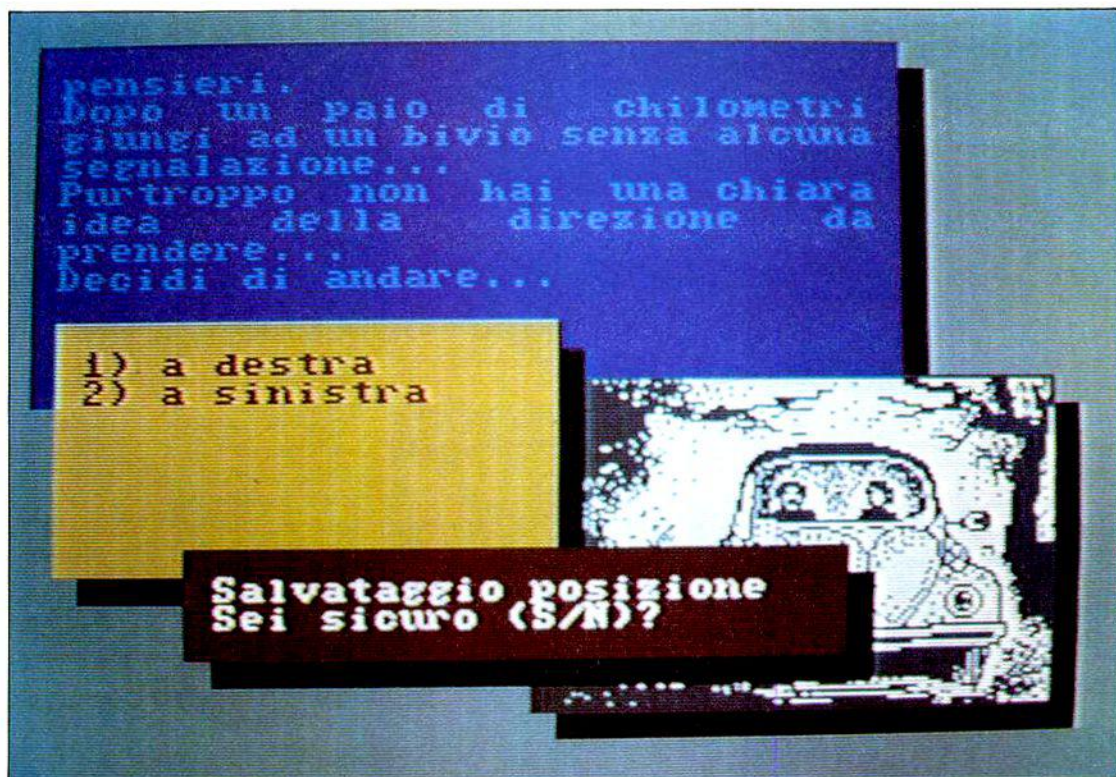 pensieri.
Dopo un paio di chilometri
giungi ad un bivio senza alcuna
segnalazione...
Purtroppo non hai una chiara
idea della direzione da
prendere...
Decidi di andare...
1) a destra
2) a sinistra
Salvataggio posizione
Sei sicuro (S/N)?